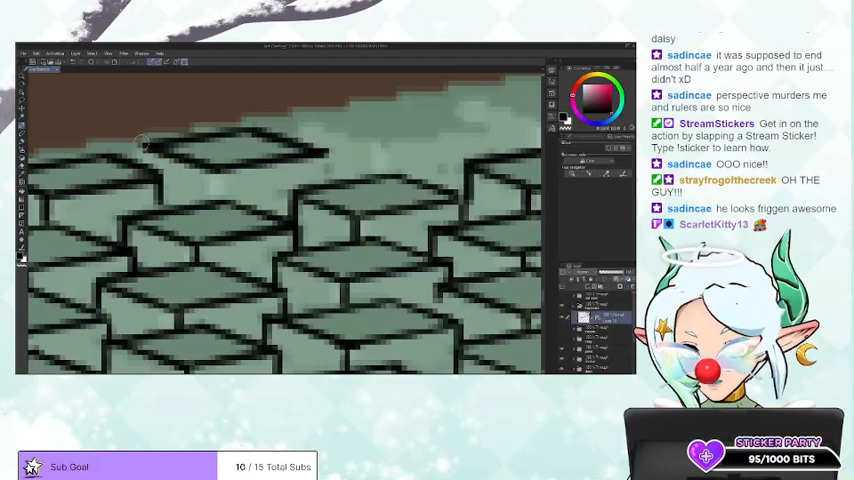 daisy
sadincae it was supposed to end
almost half a year ago and then it just....
didn't xD
sadincae perspective murders me
and rulers are so nice
StreamStickers Get in on the
action by slapping a Stream Sticker!
Type !sticker to learn how.
sadincae OOO nice!!
strayfrogofthecreek OH THE
GUY!!!
sadincae he looks friggen awesome
ScarletKitty13
STICKER PARTY
95/1000 BITS
Sub Goal 10 / 15 Total Subs